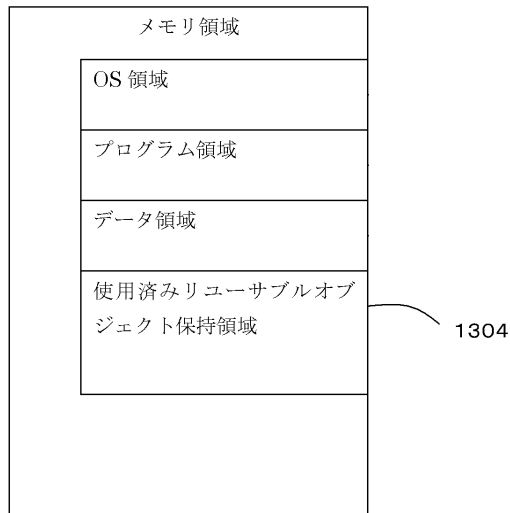 メモリ領域
OS 領域
プログラム領域
データ領域
使用済みリユーサブルオブ
ジェクト保持領域
1304